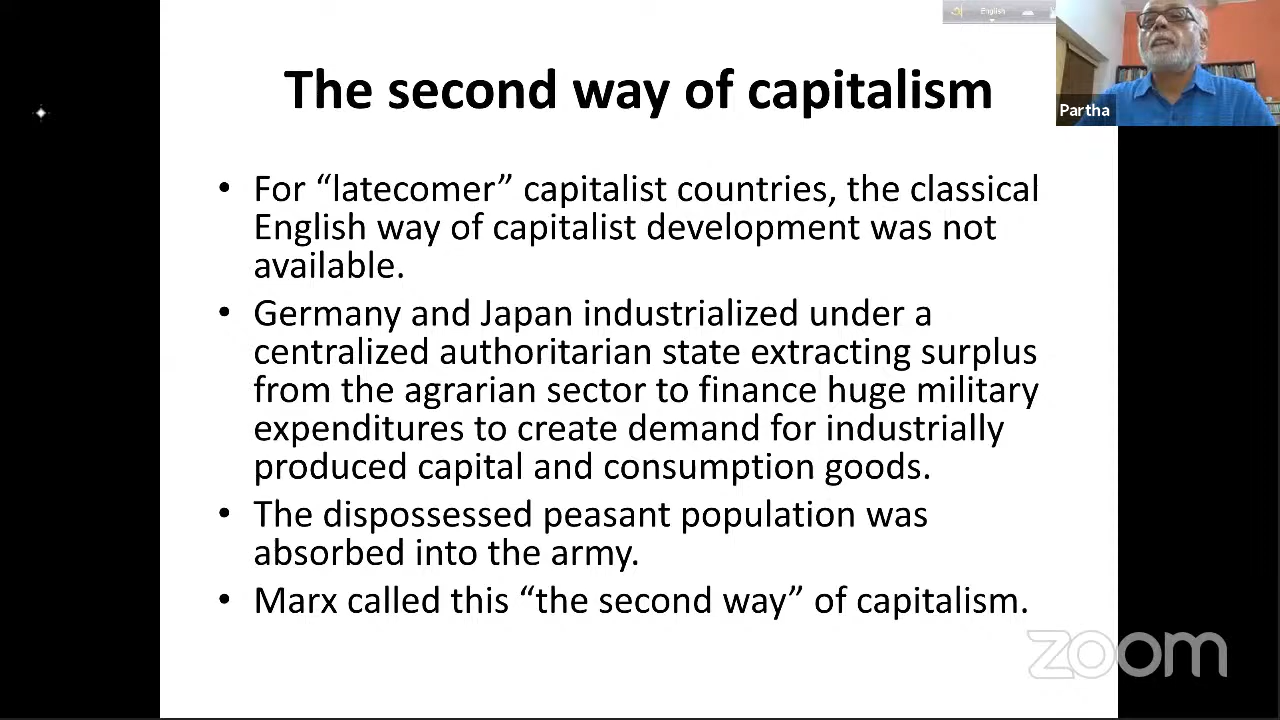 English
The second way of capitalism
Partha
• For “latecomer” capitalist countries, the classical
English way of capitalist development was not
available.
• Germany and Japan industrialized under a
centralized authoritarian state extracting surplus
from the agrarian sector to finance huge military
expenditures to create demand for industrially
produced capital and consumption goods.
• The dispossessed peasant population was
absorbed into the army.
• Marx called this “the second way” of capitalism.
zoom